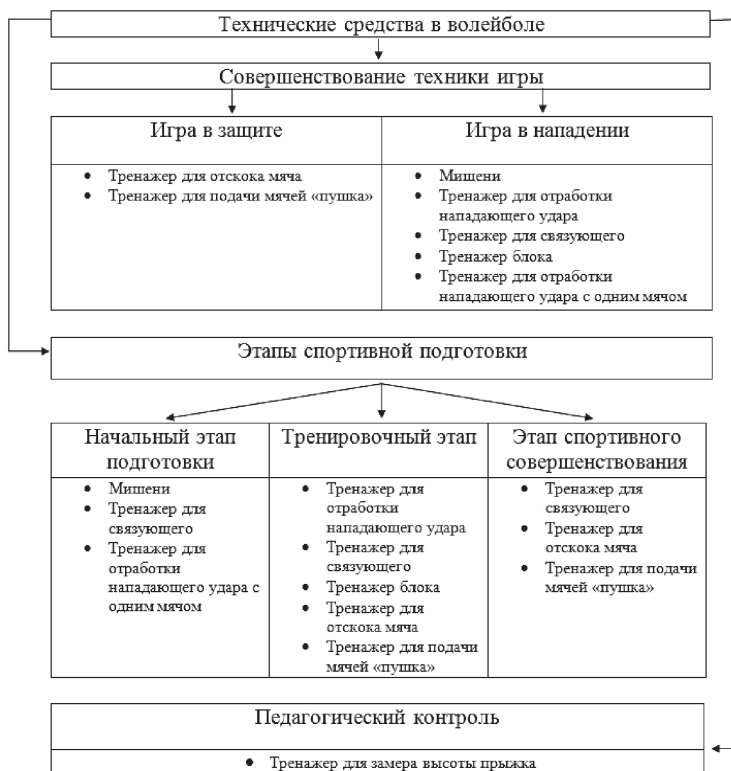 Технические средства в волейболе
Совершенствование техники игры
Игра в защите
• Тренажер для отскока мяча
• Тренажер для подачи мячей «пушка»
Игра в нападении
• Мишени
• Тренажер для отработки
нападающего удара
• Тренажер для связующего
• Тренажер блока
• Тренажер для отработки
нападающего удара с одним мячом
Этапы спортивной подготовки
Начальный этап
подготовки
• Мишени
• Тренажер для
связующего
• Тренажер для
отработки
нападающего удара с
одним мячом
Тренировочный этап
• Тренажер для
отработки
нападающего удара
• Тренажер для
связующего
• Тренажер блока
• Тренажер для
отскока мяча
• Тренажер для подачи
мячей «пушка»
Этап спортивного
совершенствования
• Тренажер для
связующего
• Тренажер для
отскока мяча
• Тренажер для подачи
мячей «пушка»
Педагогический контроль
• Тренажер для замера высоты прыжка